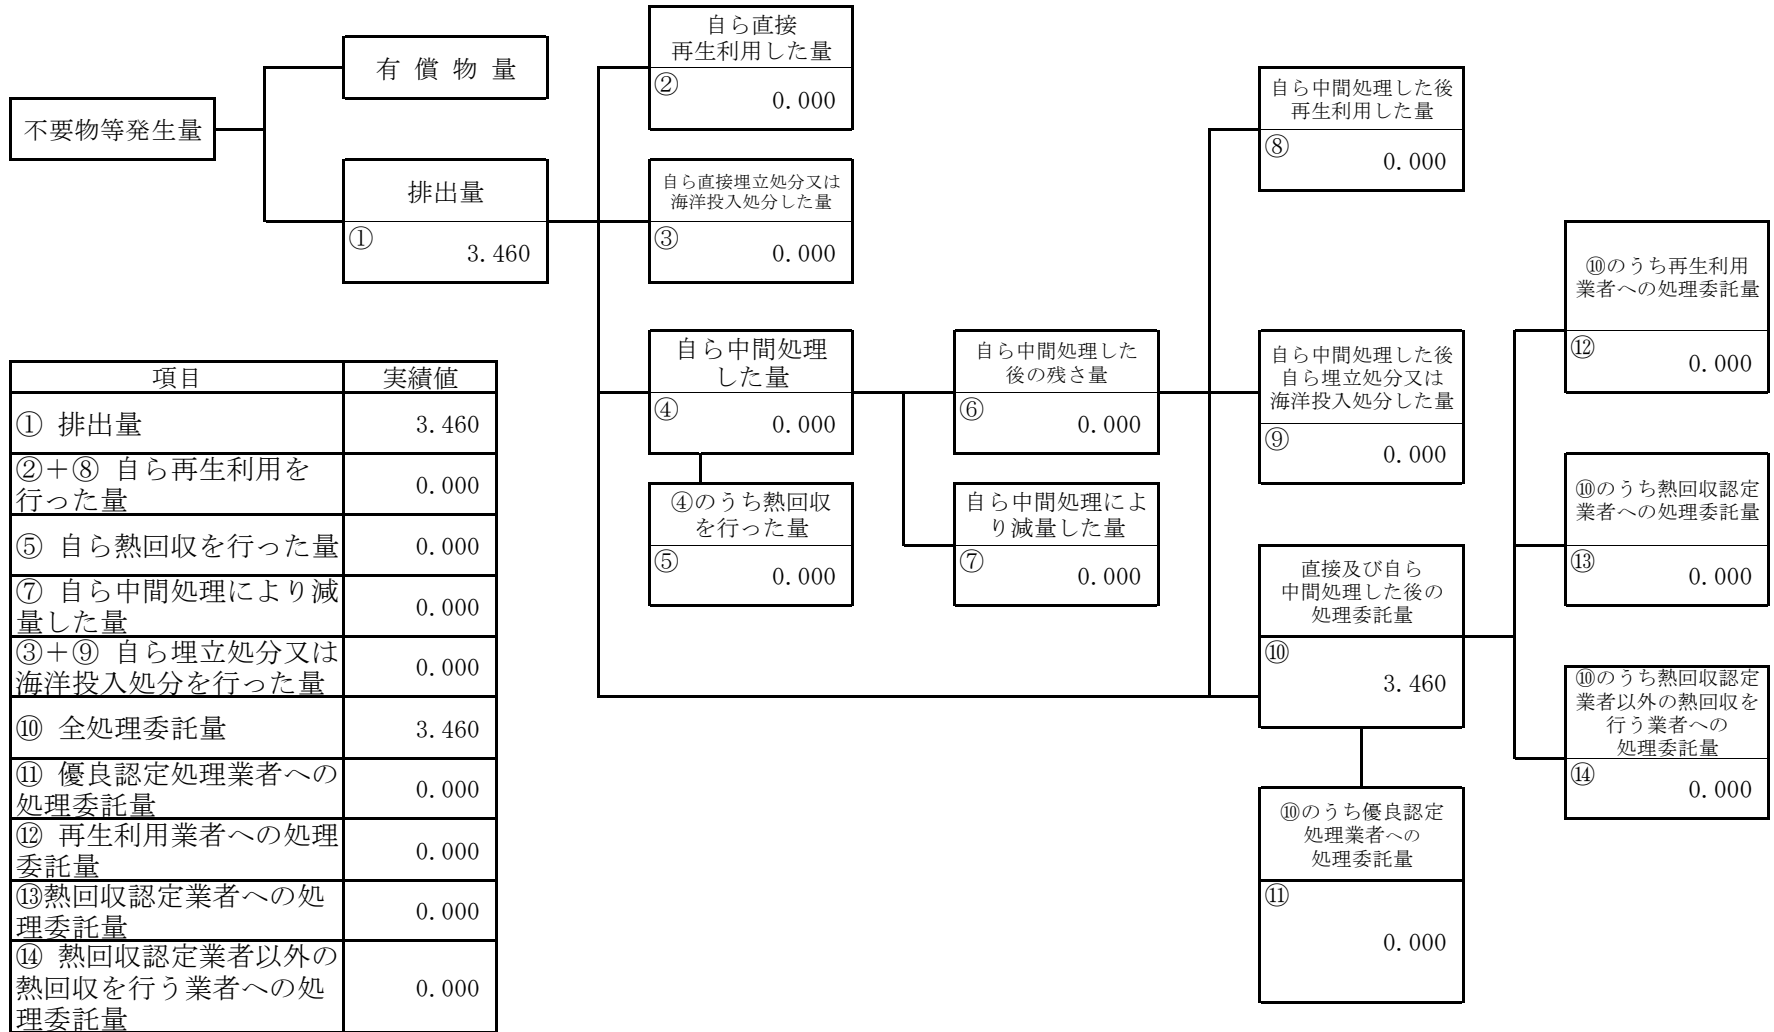 不要物等発生量
有 償 物 量
排出量
① 3.460
自ら直接
再生利用した量
② 0.000
自ら直接埋立処分又は
海洋投入処分した量
③ 0.000
自ら中間処理
した量
④ 0.000
④のうち熱回収
を行った量
⑤ 0.000
自ら中間処理した
後の残さ量
⑥ 0.000
自ら中間処理によ
り減量した量
⑦ 0.000
自ら中間処理した後
再生利用した量
⑧ 0.000
自ら中間処理した後
自ら埋立処分又は
海洋投入処分した量
⑨ 0.000
直接及び自ら
中間処理した後の
処理委託量
⑩
3.460
⑩のうち優良認定
処理業者への
処理委託量
⑪
0.000
⑩のうち再生利用
業者への処理委託量
⑫ 0.000
⑩のうち熱回収認定
業者への処理委託量
⑬ 0.000
⑩のうち熱回収認定
業者以外の熱回収を
行う業者への
処理委託量
⑭ 0.000
項目 実績値
① 排出量 3.460
②＋⑧ 自ら再生利用を
行った量 0.000
⑤ 自ら熱回収を行った量 0.000
⑦ 自ら中間処理により減
量した量 0.000
③＋⑨ 自ら埋立処分又は
海洋投入処分を行った量 0.000
⑩ 全処理委託量 3.460
⑪ 優良認定処理業者への
処理委託量 0.000
⑫ 再生利用業者への処理
委託量 0.000
⑬熱回収認定業者への処
理委託量 0.000
⑭ 熱回収認定業者以外の
熱回収を行う業者への処
理委託量 0.000